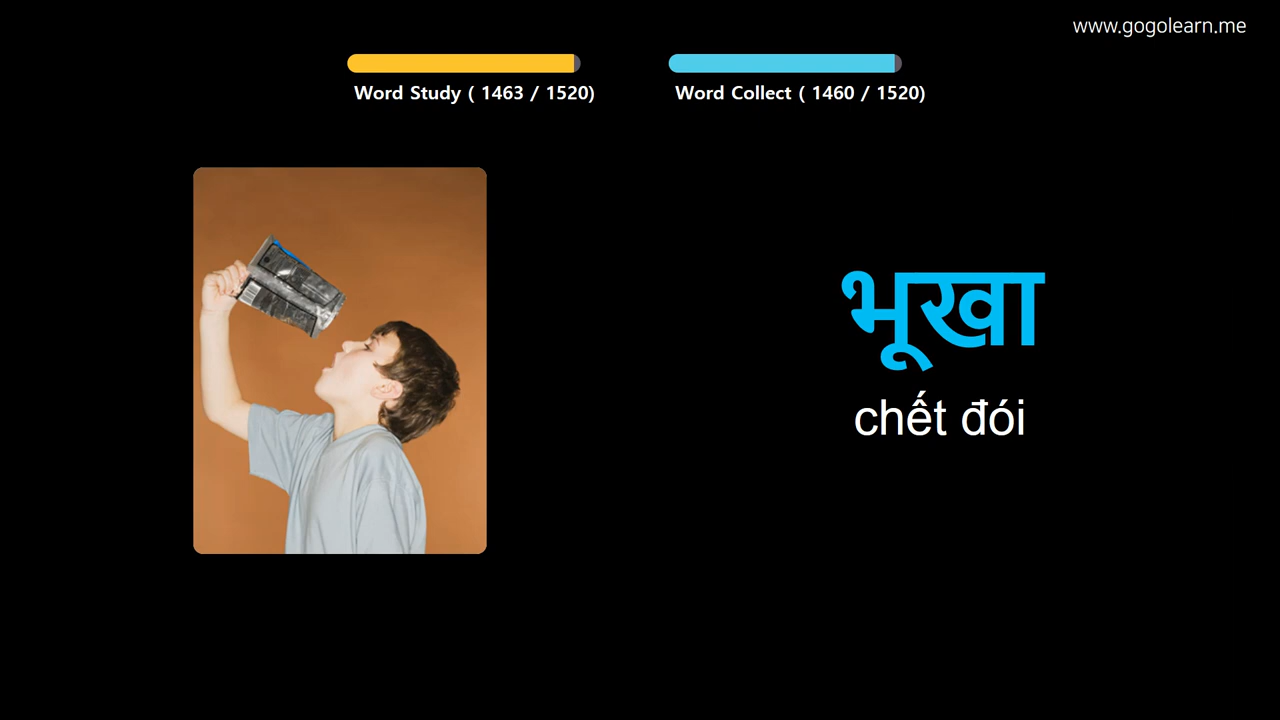 www.gogolearn.me
Word Study ( 1463 / 1520)
Word Collect ( 1460 / 1520)
भूखा
chết đói